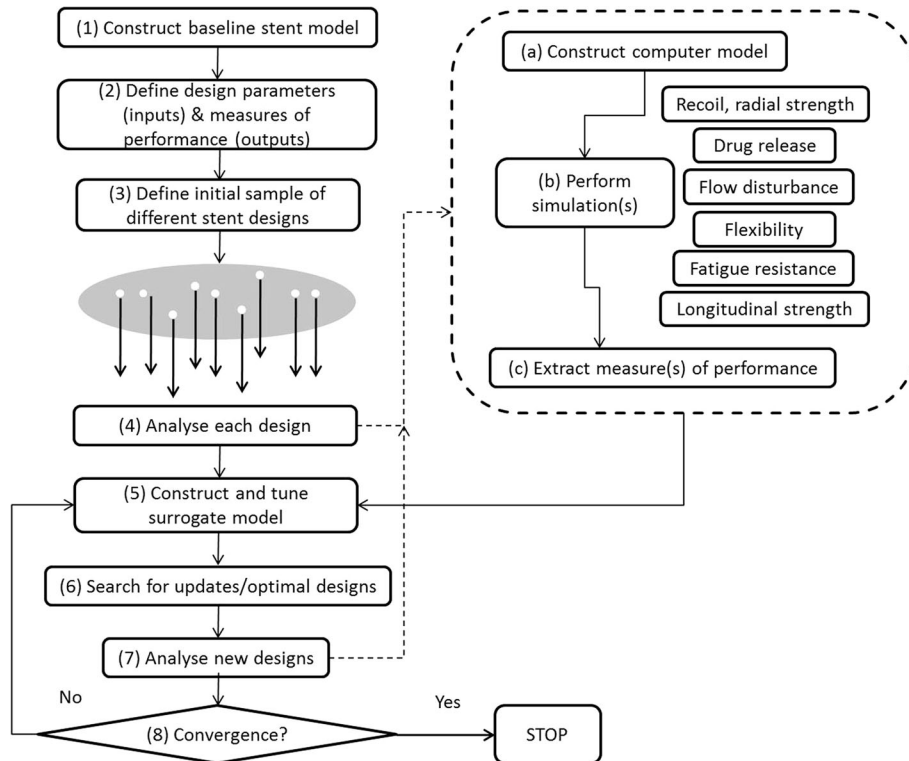 (1) Construct baseline stent model
(2) Define design parameters
(inputs) & measures of
performance (outputs)
(3) Define initial sample of
different stent designs
(4) Analyse each design
(5) Construct and tune
surrogate model
(6) Search for updates/optimal designs
(7) Analyse new designs
No
(8) Convergence?
Yes
STOP
(a) Construct computer model
Recoil, radial strength
Drug release
(b) Perform
simulation(s)
Flow disturbance
Flexibility
Fatigue resistance
Longitudinal strength
(c) Extract measure(s) of performance